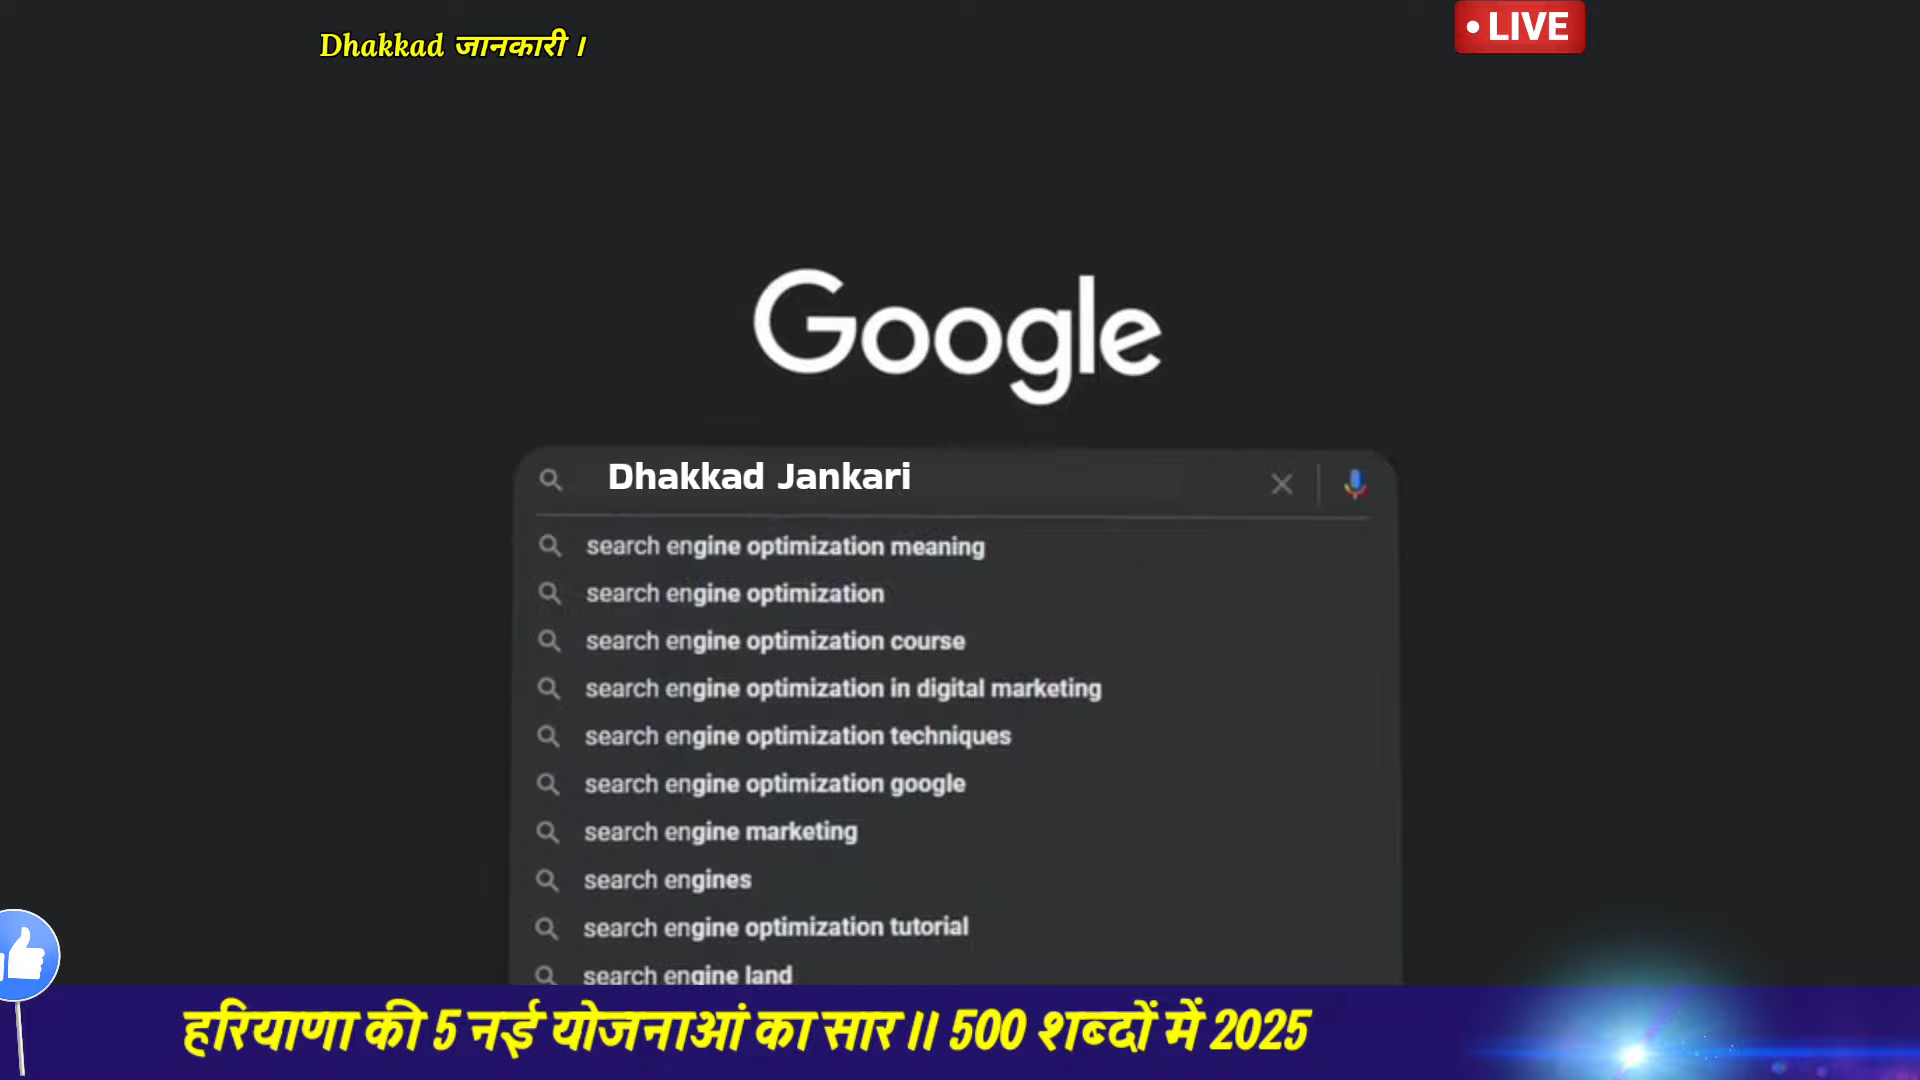 Dhakkad जानकारी ।
• LIVE
Google
Dhakkad Jankari
search engine optimization meaning
search engine optimization
search engine optimization course
search engine optimization in digital marketing
search engine optimization techniques
search engine optimization google
search engine marketing
search engines
search engine optimization tutorial
search engine land
हरियाणा की 5 नई योजनाआं का सार॥ 500 शब्दों में 2025